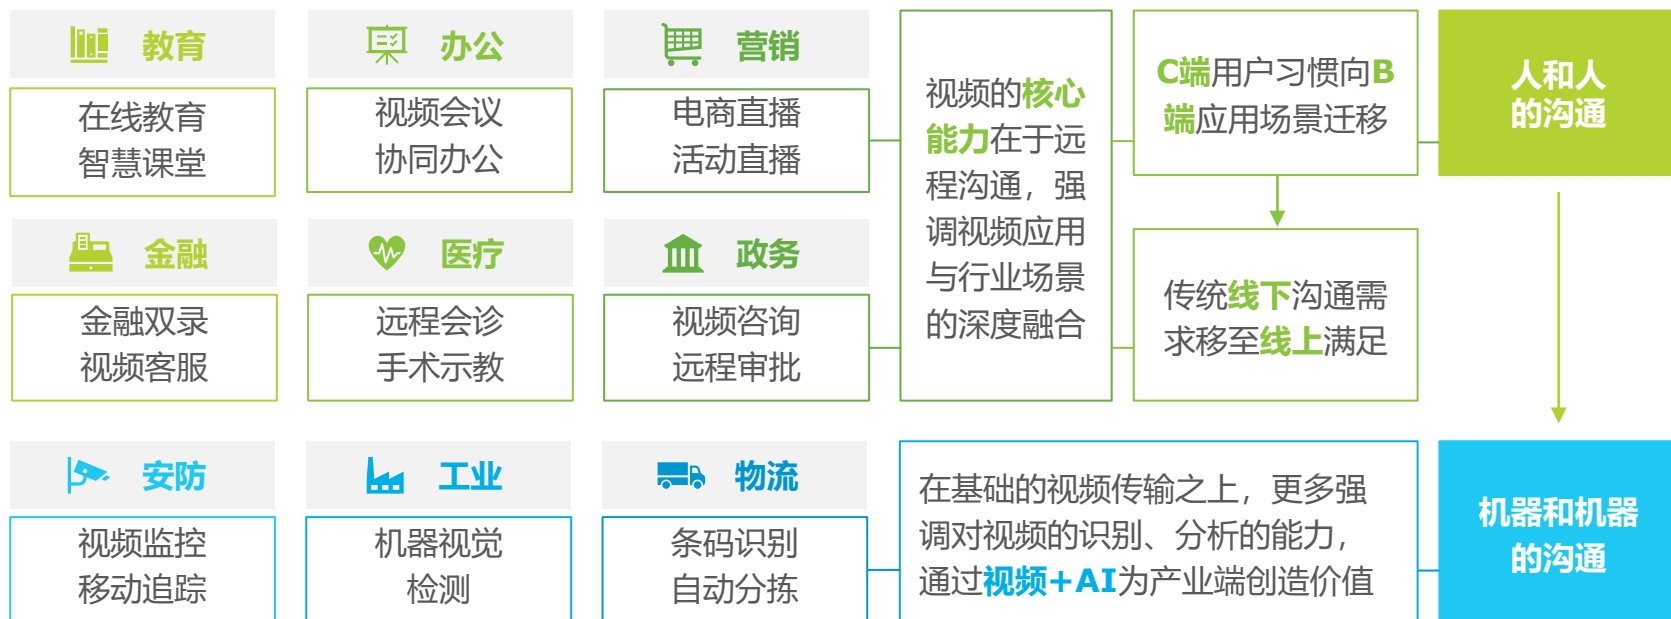 教育
在线教育
智慧课堂
办公
视频会议
协同办公
营销
电商直播
活动直播
金融
金融双录
视频客服
医疗
远程会诊
手术示教
政务
视频咨询
远程审批
视频的核心
能力在于远
程沟通，强
调视频应用
与行业场景
的深度融合
C端用户习惯向B
端应用场景迁移
传统线下沟通需
求移至线上满足
人和人
的沟通
安防
视频监控
移动追踪
工业
机器视觉
检测
物流
条码识别
自动分拣
在基础的视频传输之上，更多强
调对视频的识别、分析的能力，
通过视频+AI为产业端创造价值
机器和机器
的沟通